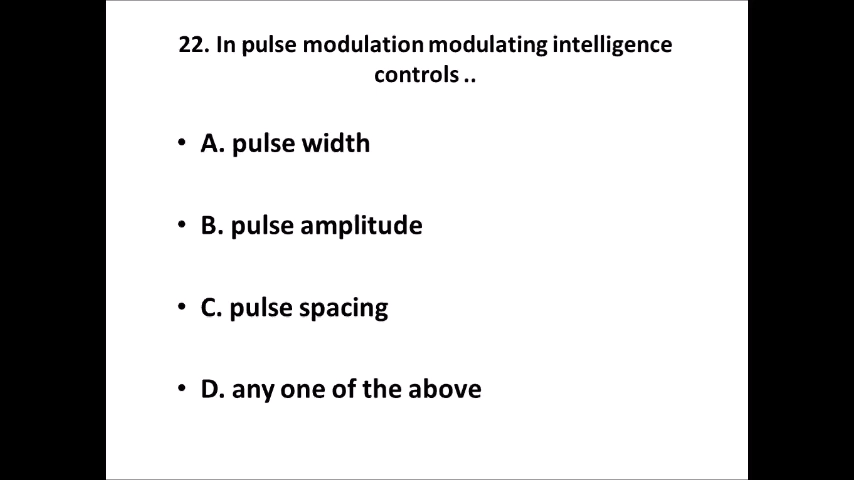 22. In pulse modulation modulating intelligence
controls ..
• A. pulse width
• B. pulse amplitude
• C. pulse spacing
• D. any one of the above